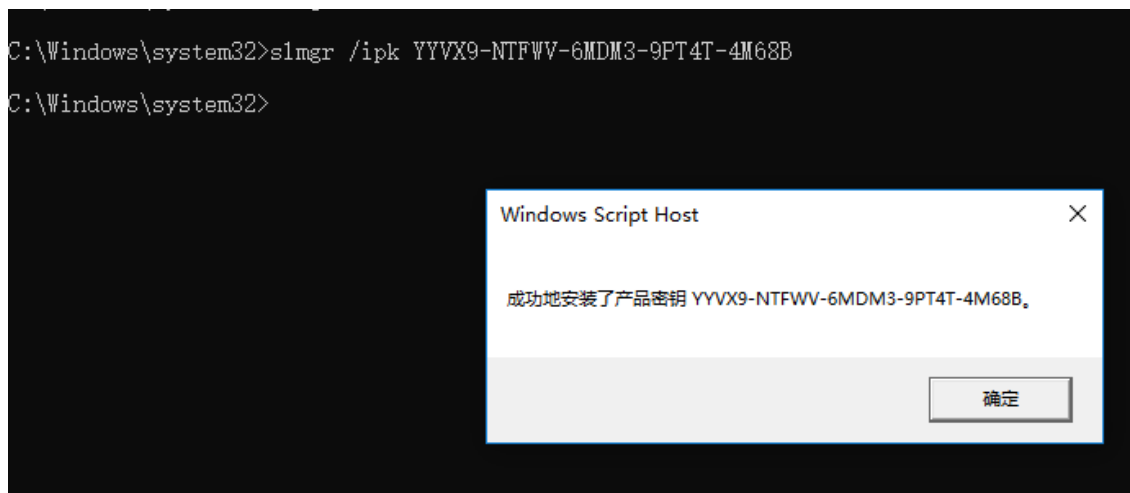 C:\Windows\system32>slmgr /ipk YYVX9-NTFWV-6MDM3-9PT4T-4M68B
C:\Windows\system32>
Windows Script Host
成功地安装了产品密钥 YYVX9-NTFWV-6MDM3-9PT4T-4M68B。
确定